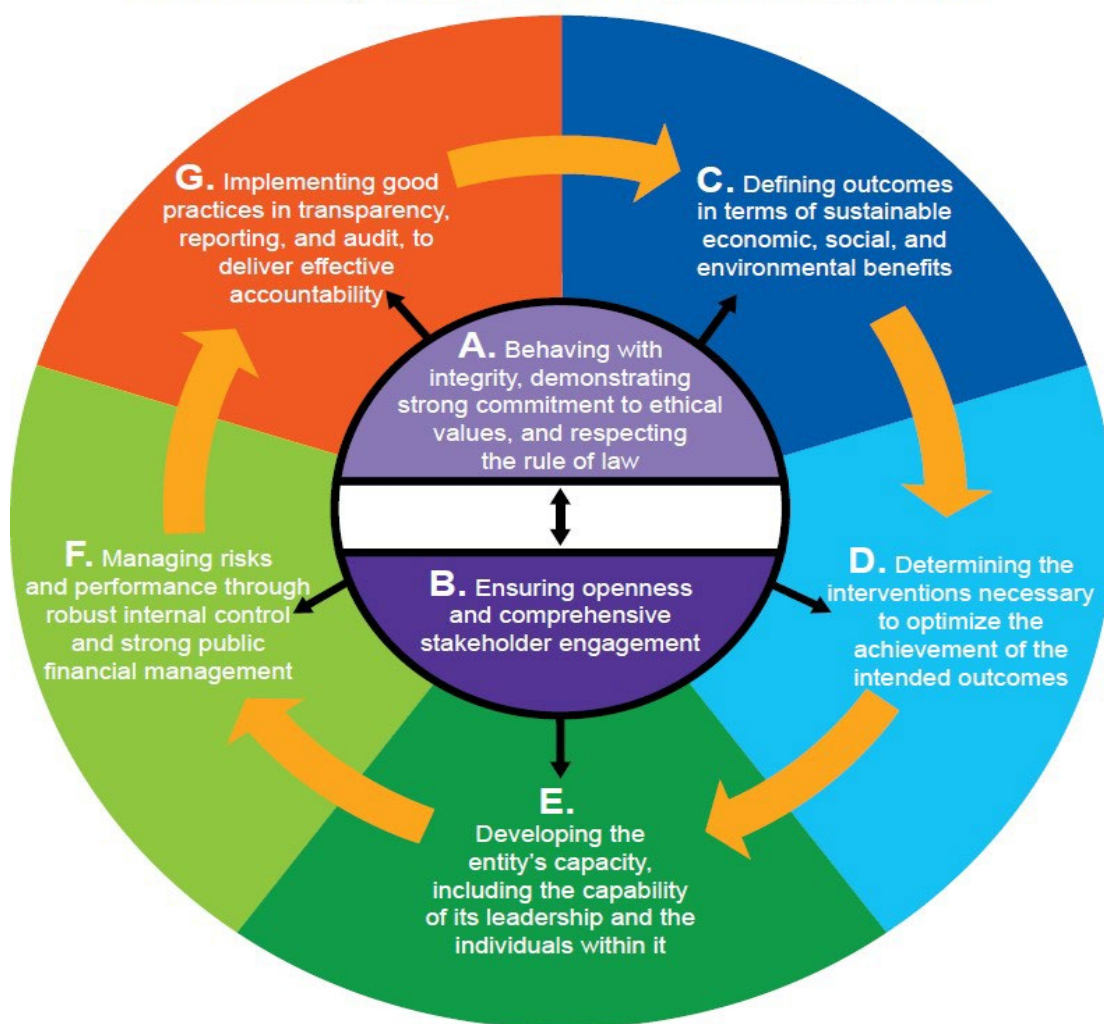 A. Behaving with
integrity, demonstrating
strong commitment to ethical
values, and respecting
the rule of law
B. Ensuring openness
and comprehensive
stakeholder engagement
C. Defining outcomes
in terms of sustainable
economic, social, and
environmental benefits
D. Determining the
interventions necessary
to optimize the
achievement of the
intended outcomes
E.
Developing the
entity's capacity,
including the capability
of its leadership and the
individuals within it
F. Managing risks
and performance through
robust internal control
and strong public
financial management
G. Implementing good
practices in transparency,
reporting, and audit, to
deliver effective
accountability